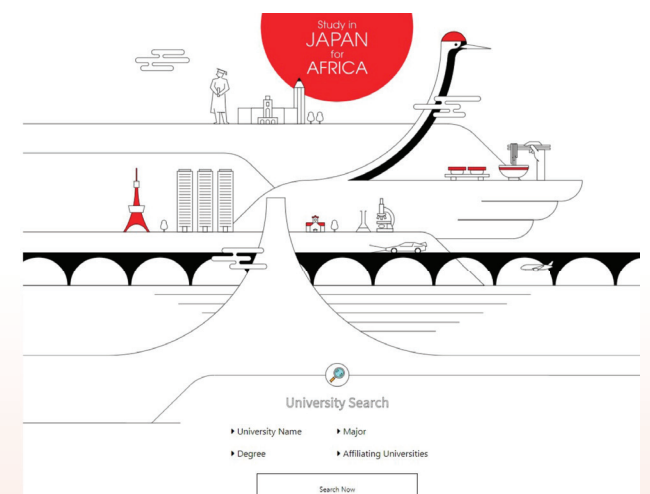 Study in
JAPAN
for
AFRICA
University Search
University Name
Major
Degree
Affiliating Universities
Search Now